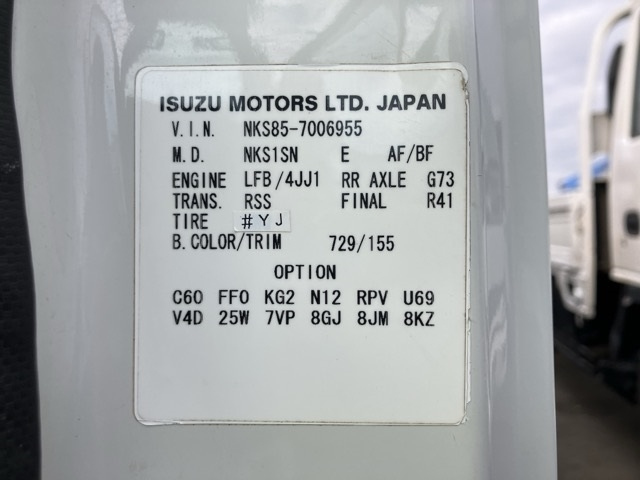 ISUZU MOTORS LTD. JAPAN
V.I.N. NKS85-7006955
M.D. NKS1SN E AF/BF
ENGINE LFB/4JJ1 RR AXLE G73
TRANS. RSS FINAL R41
TIRE #YJ
B.COLOR/TRIM 729/155
OPTION
C60 FF0 KG2 N12 RPV U69
V4D 25W 7VP 8GJ 8JM 8KZ